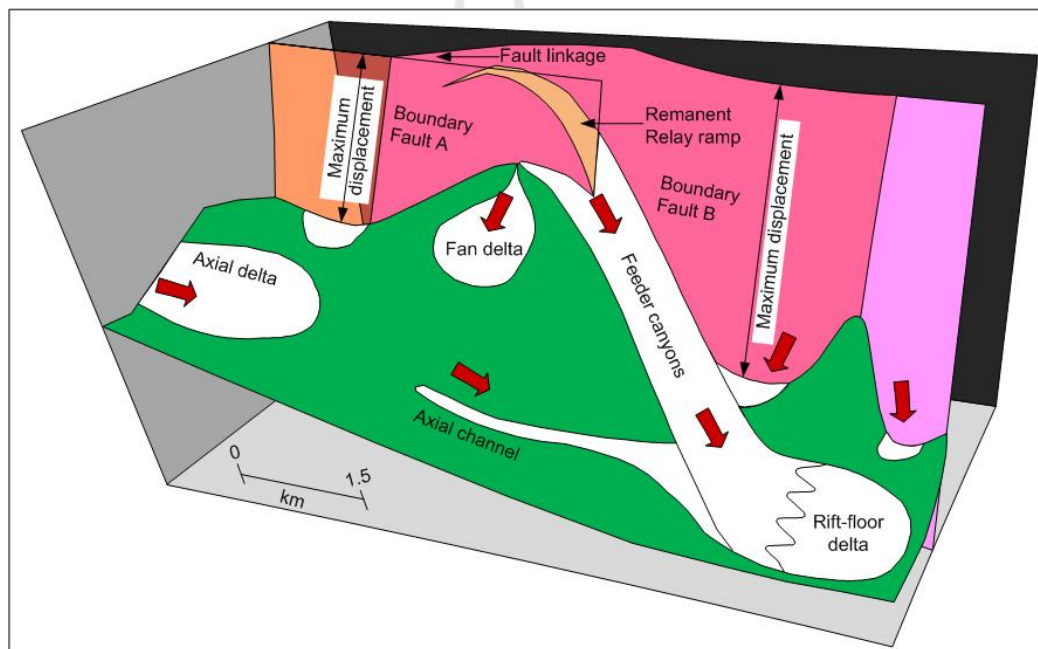 Fault linkage
Maximum
displacement
Boundary
Fault A
Remanent
Relay ramp
Boundary
Fault B
Maximum displacement
Axial delta
Fan delta
Feeder canyons
Axial channel
0
1.5
km
Rift-floor
delta